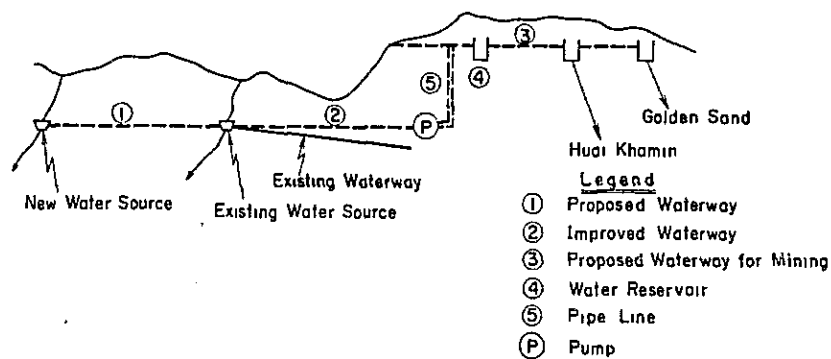 ③
⑤
④
①
②
Ⓟ
Golden Sand
Huai Khamin
New Water Source
Existing Waterway
Existing Water Source
Legend
① Proposed Waterway
② Improved Waterway
③ Proposed Waterway for Mining
④ Water Reservoir
⑤ Pipe Line
Ⓟ Pump